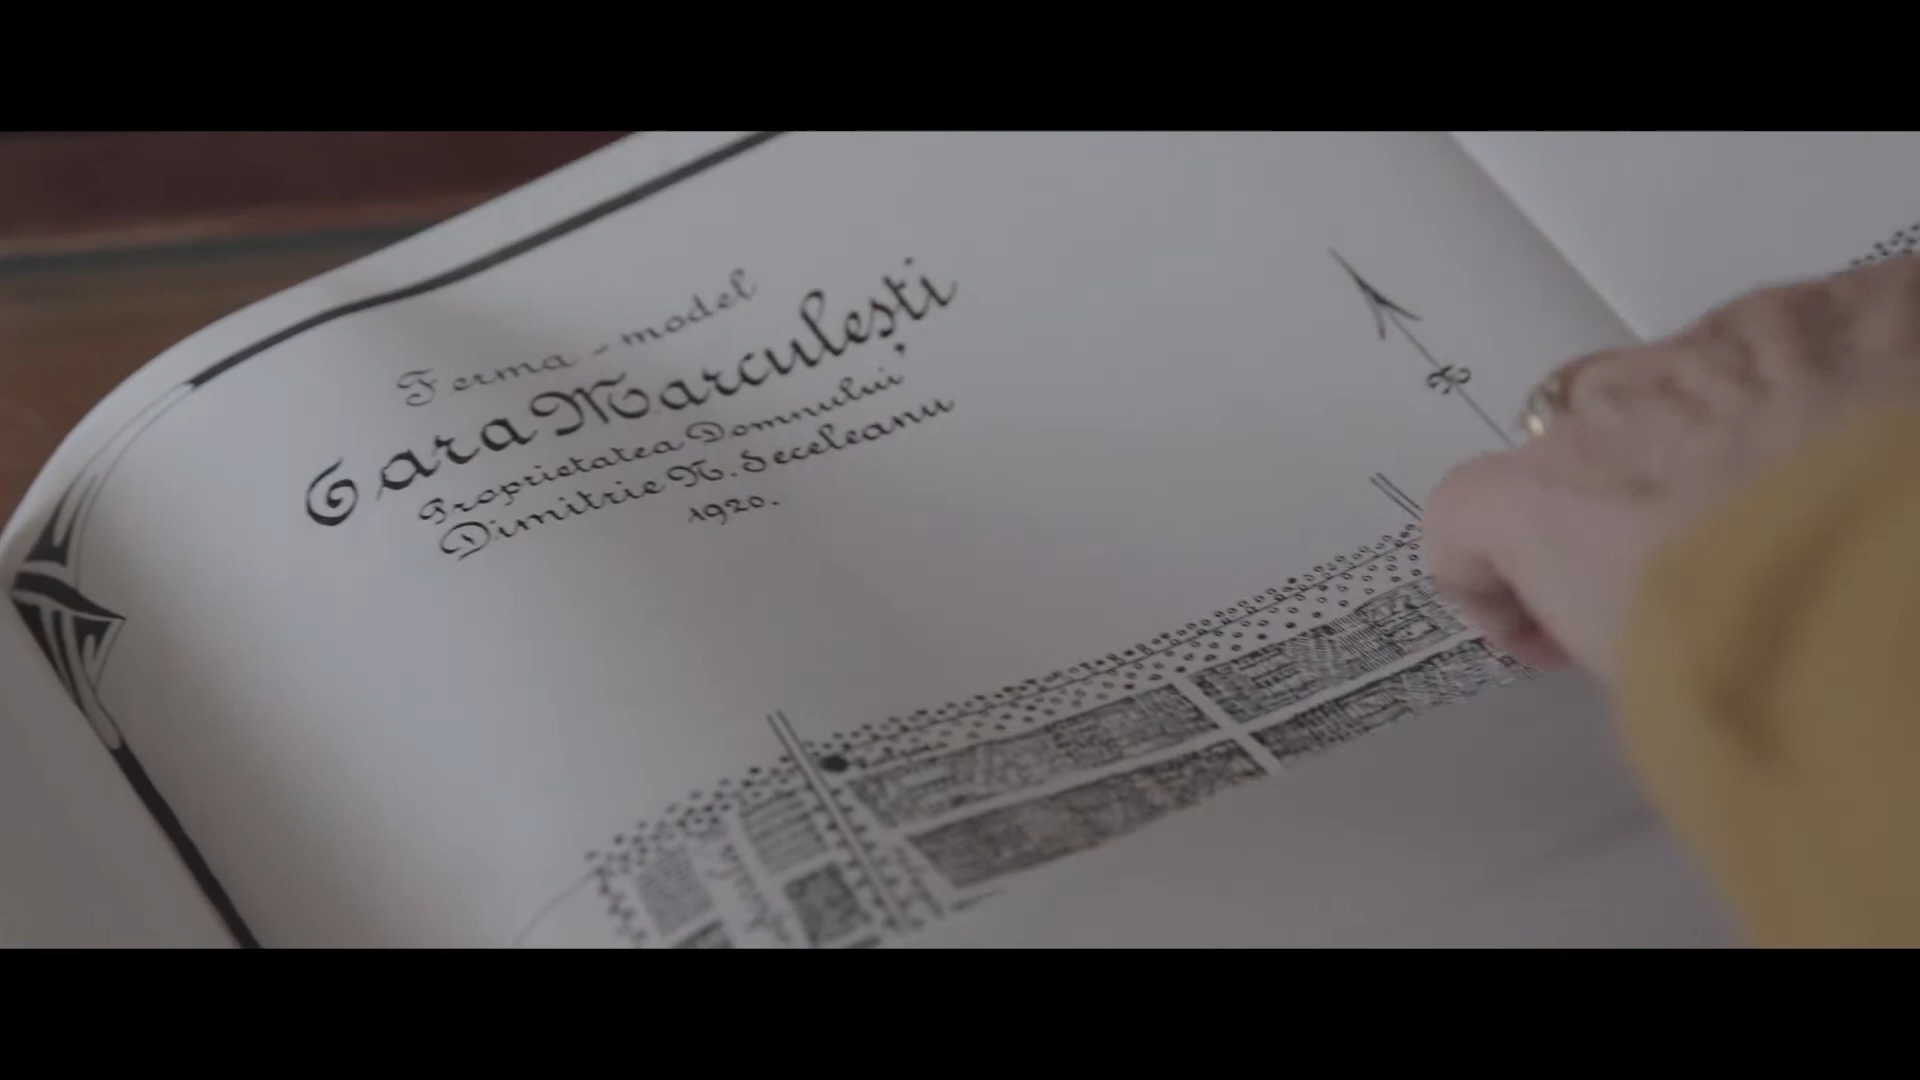 Ferma-model
Gara Marculești
Proprietatea Domnului
Dimitrie N. Seceleanu
1920.
N